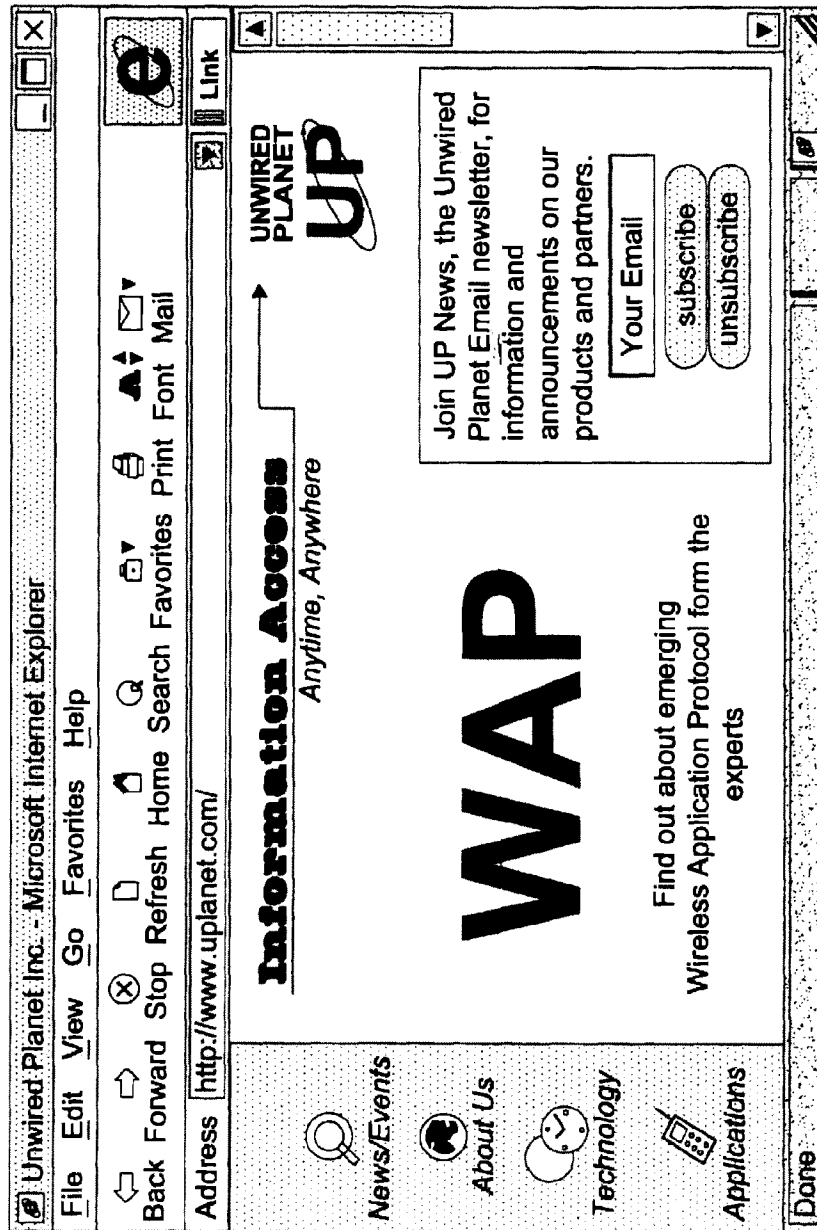 Unwired Planet Inc. - Microsoft Internet Explorer
File Edit View Go Favorites Help
Back Forward Stop Refresh Home Search Favorites Print Font Mail
e
Address http://www.uplanet.com/ Link
Information Access
Anytime, Anywhere
UNWIRED
PLANET
UP
News/Events
About Us
Technology
Applications
WAP
Find out about emerging
Wireless Application Protocol form the
experts
Join UP News, the Unwired
Planet Email newsletter, for
information and
announcements on our
products and partners.
Your Email
subscribe
unsubscribe
Done